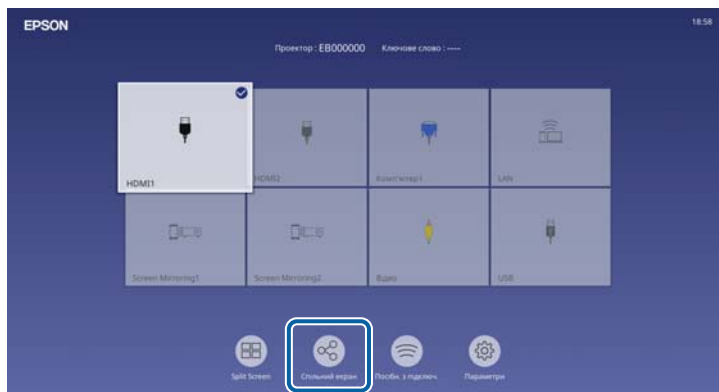 EPSON
18:58
Проектор : EB000000 Ключове слово : ----
HDMI1
HDMI2
Комп'ютер1
LAN
Screen Mirroring1
Screen Mirroring2
Відео
USB
Split Screen
Спільний екран
Посібн. з підключ.
Параметри